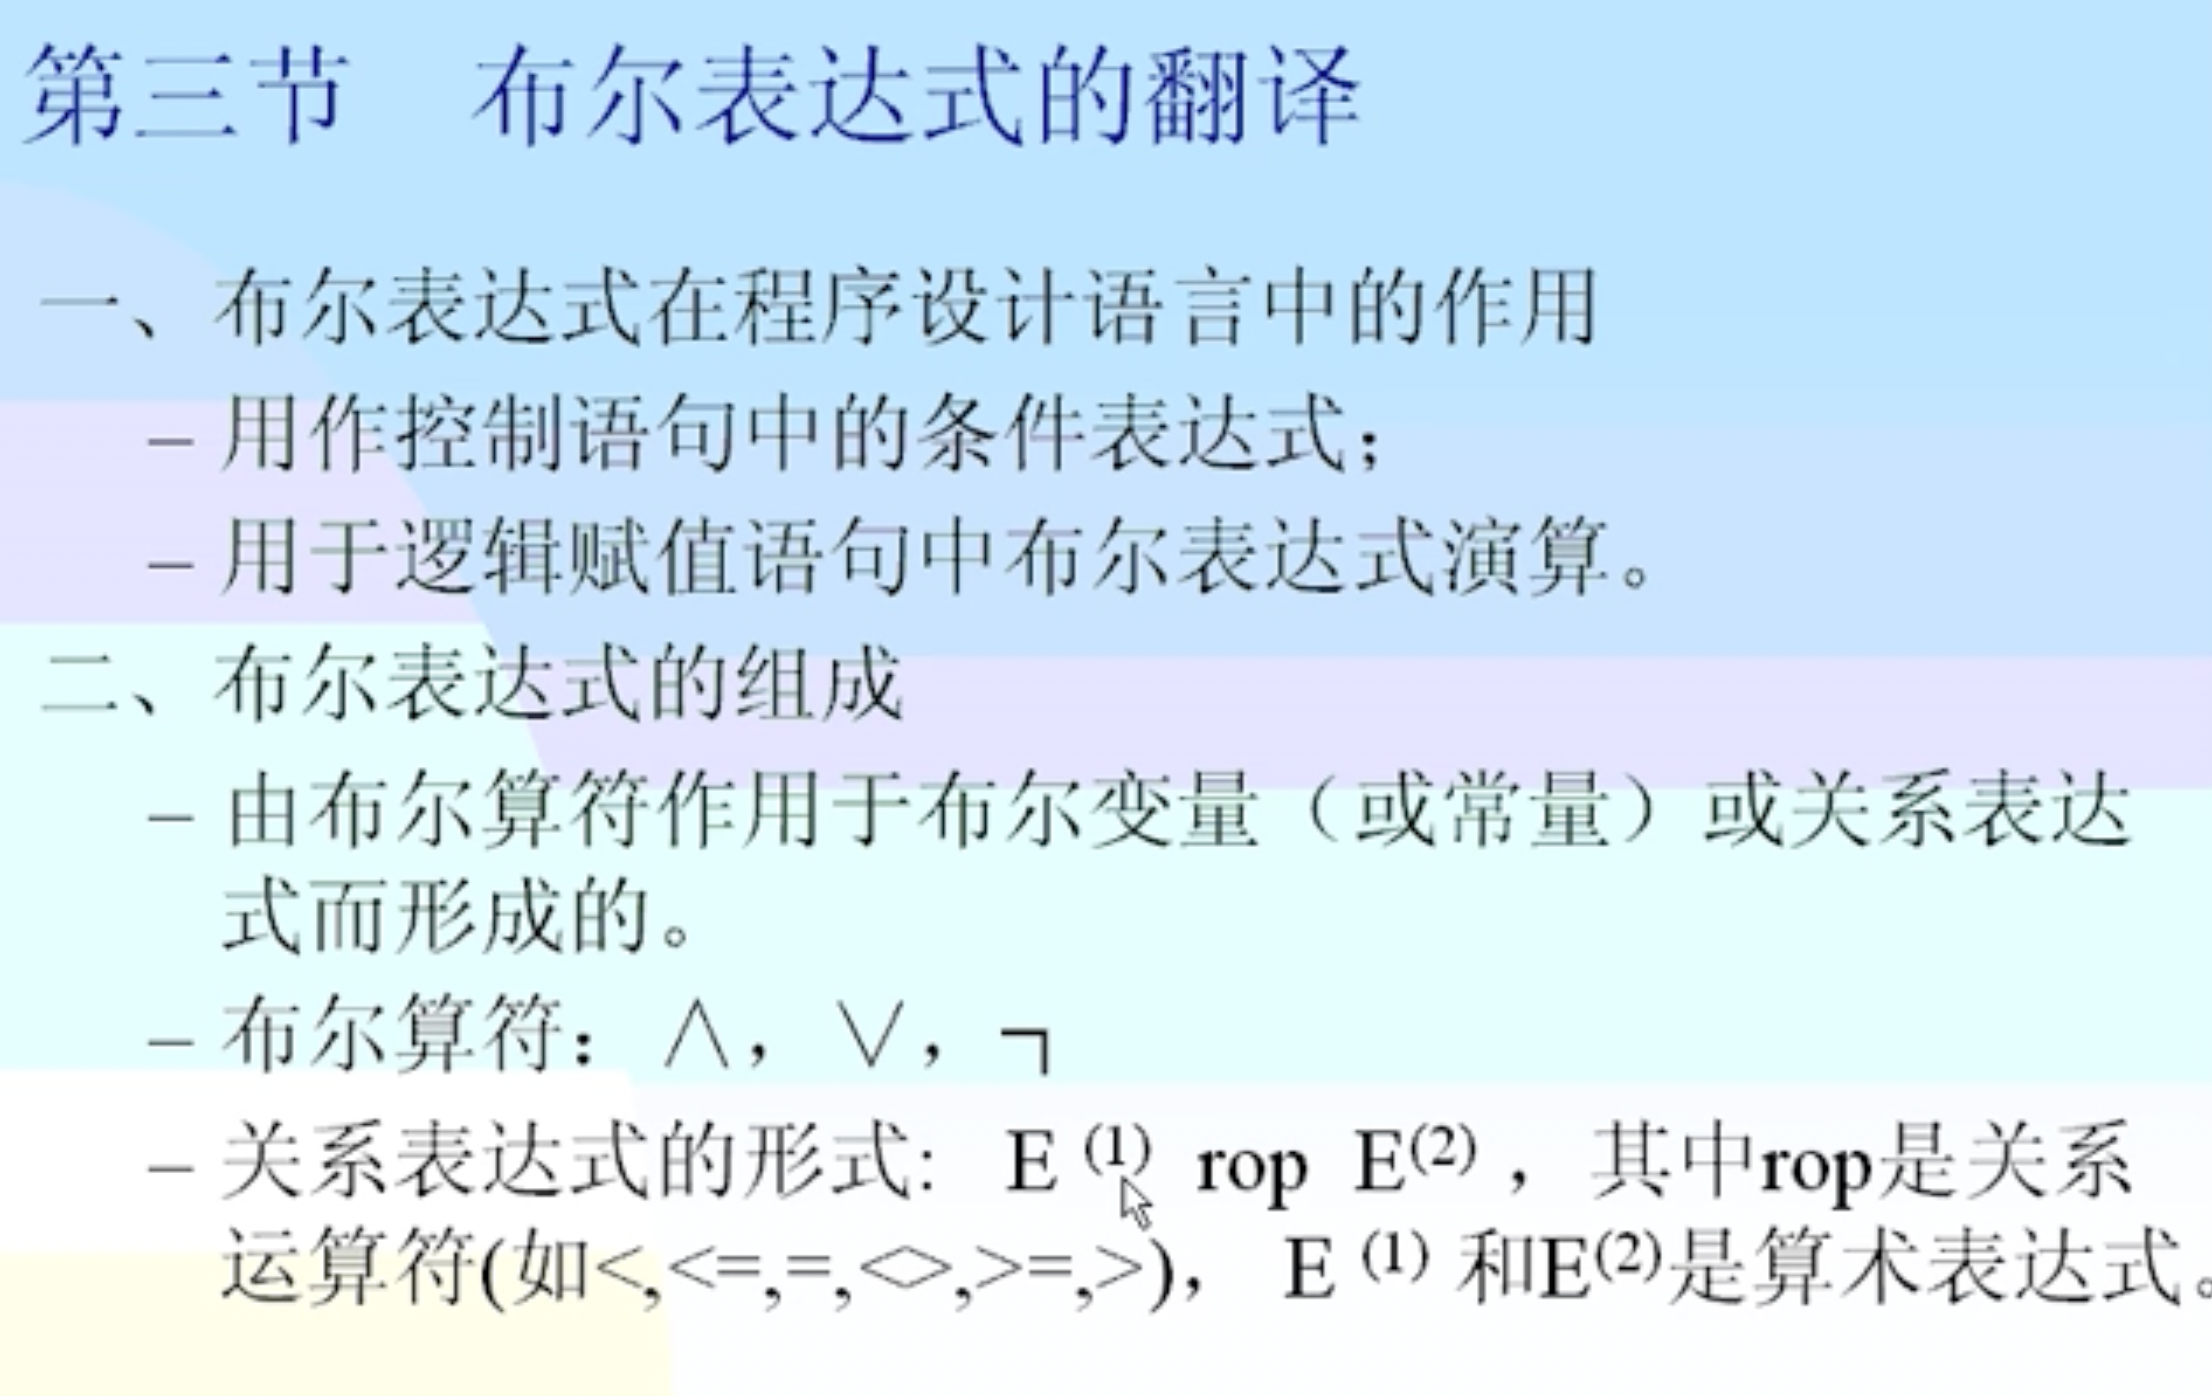 第三节　布尔表达式的翻译
一、布尔表达式在程序设计语言中的作用
– 用作控制语句中的条件表达式；
– 用于逻辑赋值语句中布尔表达式演算。
二、布尔表达式的组成
– 由布尔算符作用于布尔变量（或常量）或关系表达
式而形成的。
– 布尔算符：∧，∨，¬
– 关系表达式的形式: E ⁽¹⁾ rop E⁽²⁾，其中rop是关系
运算符(如<,<=,=,<>,>=,>)， E ⁽¹⁾ 和E⁽²⁾是算术表达式。